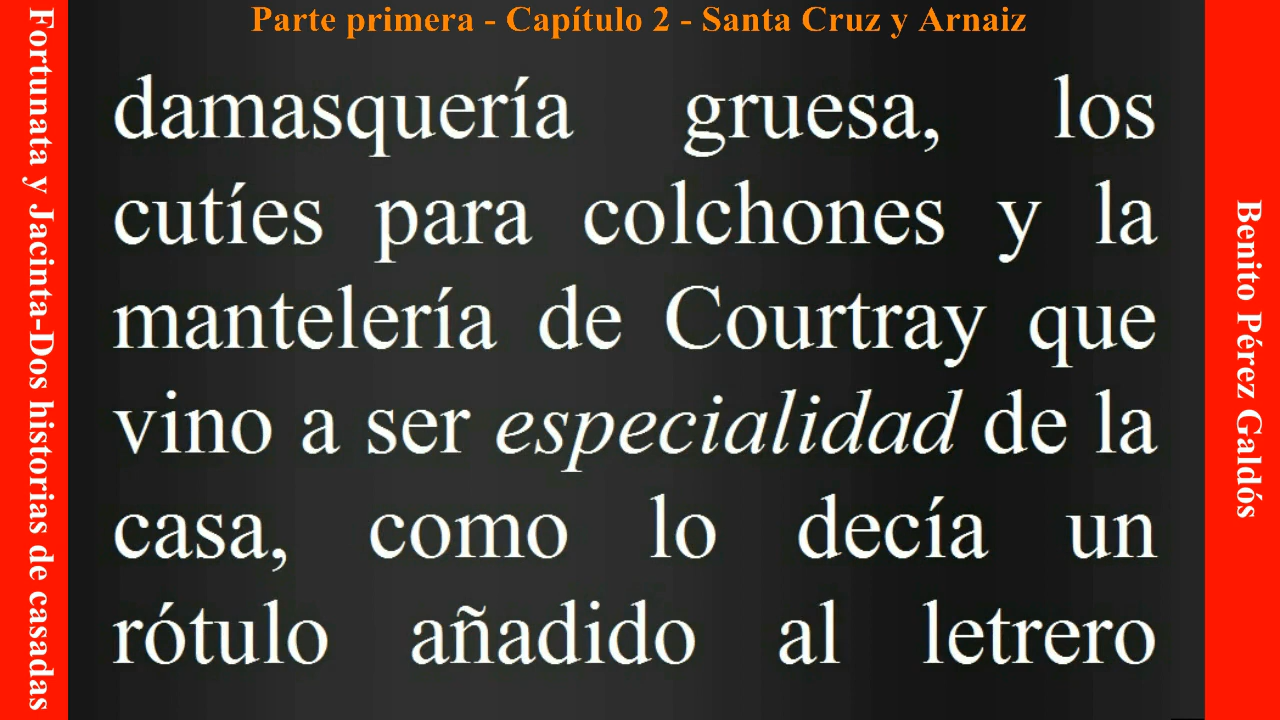 Parte primera - Capítulo 2 - Santa Cruz y Arnaiz
Fortunata y Jacinta-Dos historias de casadas
damasquería gruesa, los
cutíes para colchones y la
mantelería de Courtray que
vino a ser especialidad de la
casa, como lo decía un
rótulo añadido al letrero
Benito Pérez Galdós